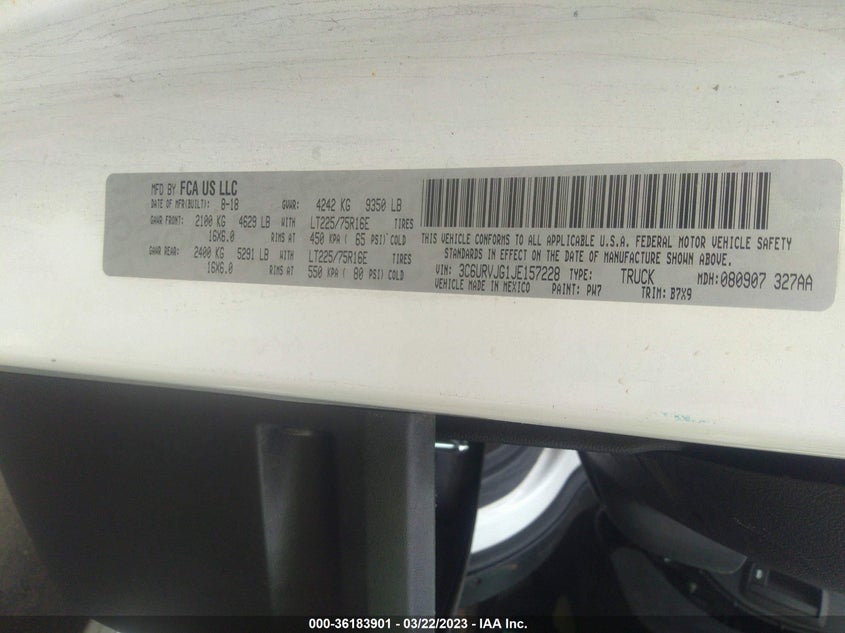 MFD BY FCA US LLC
DATE OF MFR(BUILT): 8-18 GVWR: 4242 KG 9350 LB
GAWR FRONT: 2100 KG 4629 LB WITH LT225/75R16E TIRES
16X6.0 RIMS AT 450 KPA ( 65 PSI) COLD
GAWR REAR: 2400 KG 5291 LB WITH LT225/75R16E TIRES
16X6.0 RIMS AT 550 KPA ( 80 PSI) COLD
THIS VEHICLE CONFORMS TO ALL APPLICABLE U.S.A. FEDERAL MOTOR VEHICLE SAFETY
STANDARDS IN EFFECT ON THE DATE OF MANUFACTURE SHOWN ABOVE.
VIN: 3C6URVJG1JE157228 TYPE: TRUCK MDH:080907 327AA
VEHICLE MADE IN MEXICO PAINT: PW7 TRIM: B7X9
000-36183901 - 03/22/2023 - IAA Inc.